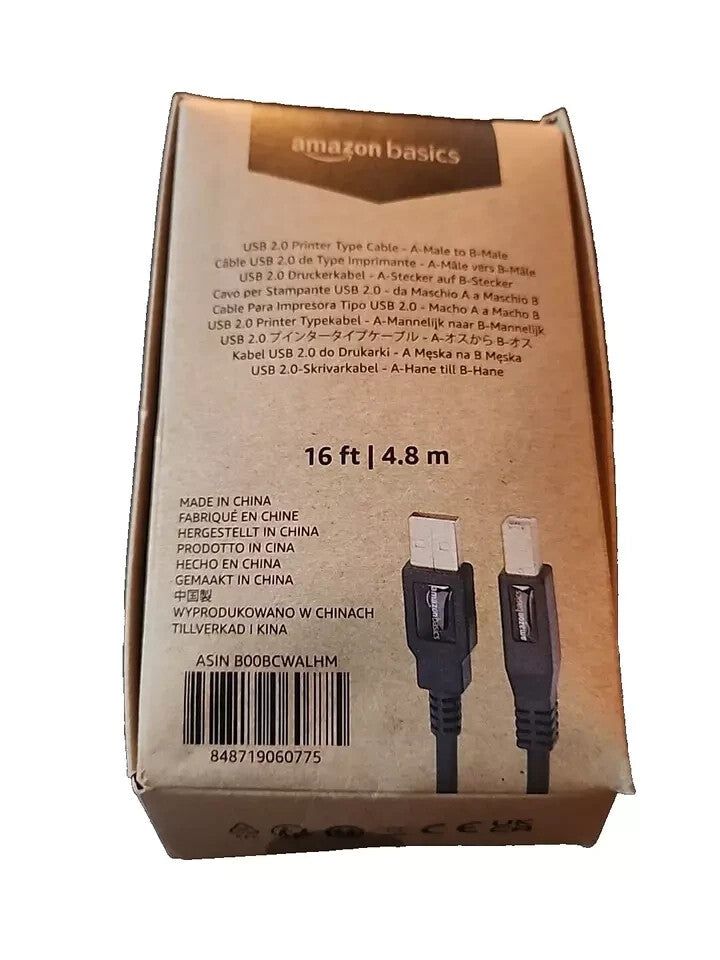 amazon basics
USB 2.0 Printer Type Cable - A-Male to B-Male
Câble USB 2.0 de Type Imprimante - A-Mâle vers B-Mâle
USB 2.0 Druckerkabel - A-Stecker auf B-Stecker
Cavo per Stampante USB 2.0 - da Maschio A a Maschio B
Cable Para Impresora Tipo USB 2.0 - Macho A a Macho B
USB 2.0 Printer Typekabel - A-Mannelijk naar B-Mannelijk
USB 2.0 プインタータイプケーブル - A-オスから B-オス
Kabel USB 2.0 do Drukarki - A Męska na B Męska
USB 2.0-Skrivarkabel - A-Hane till B-Hane
16 ft | 4.8 m
MADE IN CHINA
FABRIQUÉ EN CHINE
HERGESTELLT IN CHINA
PRODOTTO IN CINA
HECHO EN CHINA
GEMAAKT IN CHINA
中国製
WYPRODUKOWANO W CHINACH
TILLVERKAD I KINA
ASIN B00BCWALHM
848719060775
amazonbasics
amazonbasics
CE UKCA